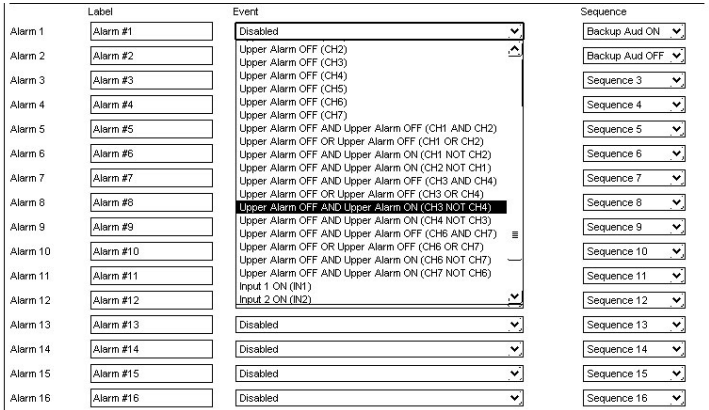 Label Event Sequence
Alarm 1 Alarm #1 Disabled Backup Aud ON
Upper Alarm OFF (CH2)
Alarm 2 Alarm #2 Backup Aud OFF
Upper Alarm OFF (CH3)
Upper Alarm OFF (CH4)
Alarm 3 Alarm #3 Sequence 3
Upper Alarm OFF (CH5)
Upper Alarm OFF (CH6)
Alarm 4 Alarm #4 Sequence 4
Upper Alarm OFF (CH7)
Alarm 5 Alarm #5 Upper Alarm OFF AND Upper Alarm OFF (CH1 AND CH2) Sequence 5
Upper Alarm OFF OR Upper Alarm OFF (CH1 OR CH2)
Alarm 6 Alarm #6 Upper Alarm OFF AND Upper Alarm ON (CH1 NOT CH2) Sequence 6
Upper Alarm OFF AND Upper Alarm ON (CH2 NOT CH1)
Alarm 7 Alarm #7 Upper Alarm OFF AND Upper Alarm OFF (CH3 AND CH4) Sequence 7
Upper Alarm OFF OR Upper Alarm OFF (CH3 OR CH4)
Alarm 8 Alarm #8 Upper Alarm OFF AND Upper Alarm ON (CH3 NOT CH4) Sequence 8
Upper Alarm OFF AND Upper Alarm ON (CH4 NOT CH3)
Alarm 9 Alarm #9 Upper Alarm OFF AND Upper Alarm OFF (CH6 AND CH7) Sequence 9
Alarm 10 Alarm #10 Upper Alarm OFF OR Upper Alarm OFF (CH6 OR CH7) Sequence 10
Upper Alarm OFF AND Upper Alarm ON (CH6 NOT CH7)
Alarm 11 Alarm #11 Upper Alarm OFF AND Upper Alarm ON (CH7 NOT CH6) Sequence 11
Input 1 ON (IN1)
Alarm 12 Alarm #12 Input 2 ON (IN2) Sequence 12
Alarm 13 Alarm #13 Disabled Sequence 13
Alarm 14 Alarm #14 Disabled Sequence 14
Alarm 15 Alarm #15 Disabled Sequence 15
Alarm 16 Alarm #16 Disabled Sequence 16